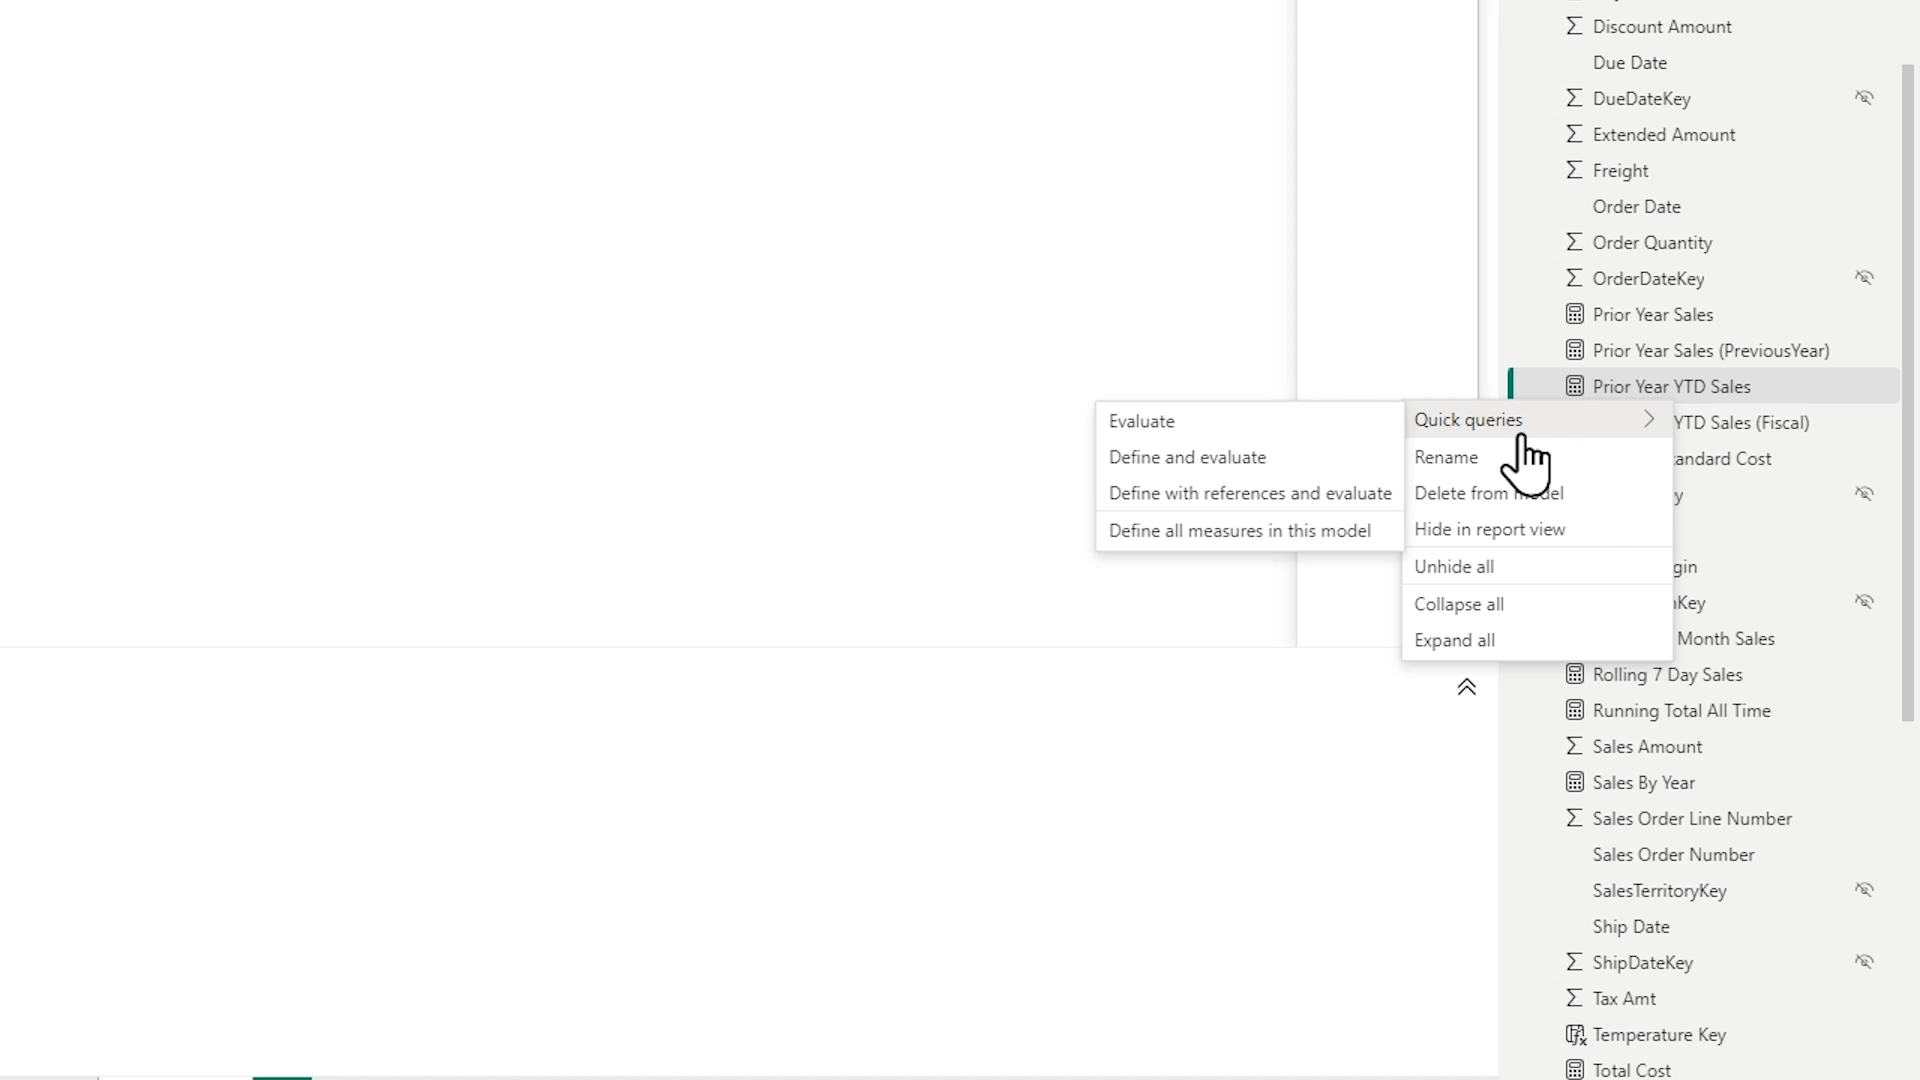 Discount Amount
Due Date
DueDateKey
Extended Amount
Freight
Order Date
Order Quantity
OrderDateKey
Prior Year Sales
Prior Year Sales (PreviousYear)
Prior Year YTD Sales
YTD Sales (Fiscal)
Standard Cost
Month Sales
Rolling 7 Day Sales
Running Total All Time
Sales Amount
Sales By Year
Sales Order Line Number
Sales Order Number
SalesTerritoryKey
Ship Date
ShipDateKey
Tax Amt
Temperature Key
Total Cost
Quick queries
Rename
Delete from model
Hide in report view
Unhide all
Collapse all
Expand all
Evaluate
Define and evaluate
Define with references and evaluate
Define all measures in this model